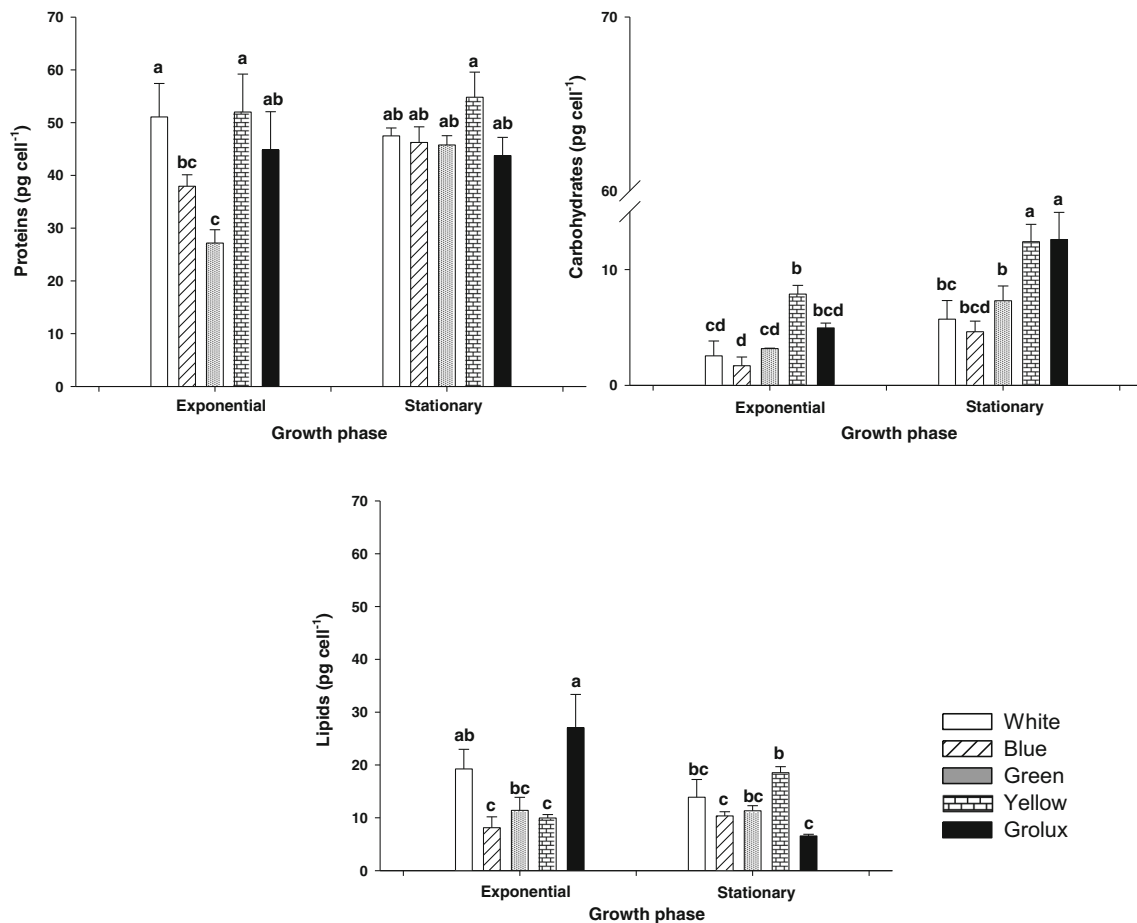 70
60
50
40
30
20
10
0
Proteins (pg cell-1)
a
bc
c
a
ab
ab
ab
ab
a
ab
Exponential
Stationary
Growth phase
70
60
10
0
Carbohydrates (pg cell-1)
cd
d
cd
b
bcd
bc
bcd
b
a
a
Exponential
Stationary
Growth phase
70
60
50
40
30
20
10
0
Lipids (pg cell-1)
ab
c
bc
c
a
bc
c
bc
b
c
Exponential
Stationary
Growth phase
White
Blue
Green
Yellow
Grolux